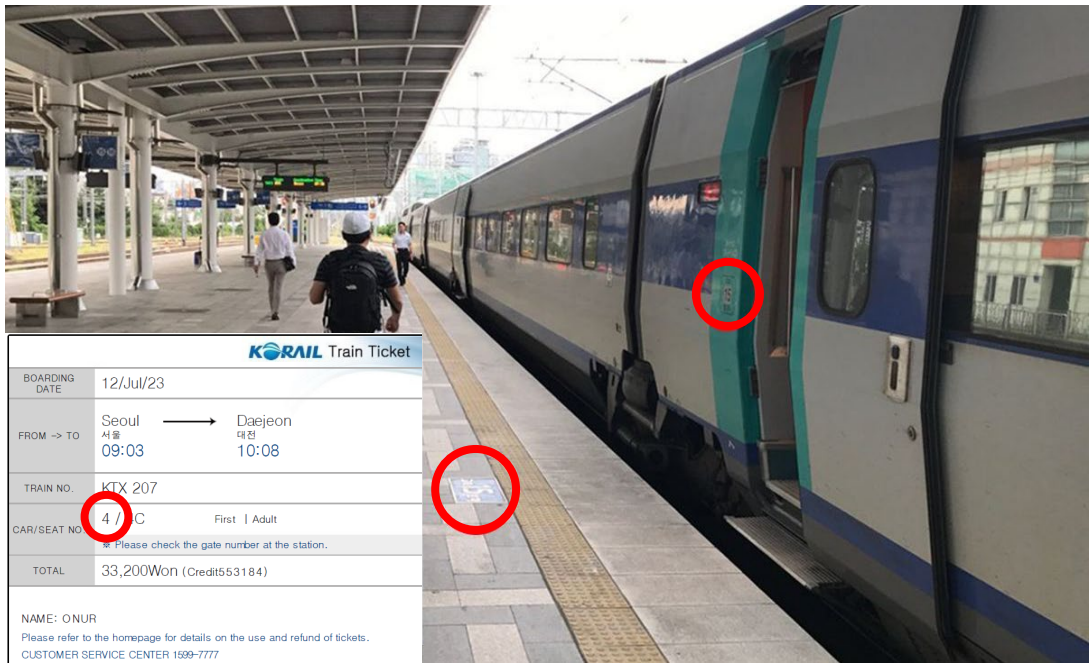 KORAIL Train Ticket
BOARDING DATE
12/Jul/23
FROM -> TO
Seoul → Daejeon
서울 대전
09:03 10:08
TRAIN NO.
KTX 207
CAR/SEAT NO.
4 / C First | Adult
※ Please check the gate number at the station.
TOTAL
33,200Won (Credit553184)
NAME: ONUR
Please refer to the homepage for details on the use and refund of tickets.
CUSTOMER SERVICE CENTER 1599-7777